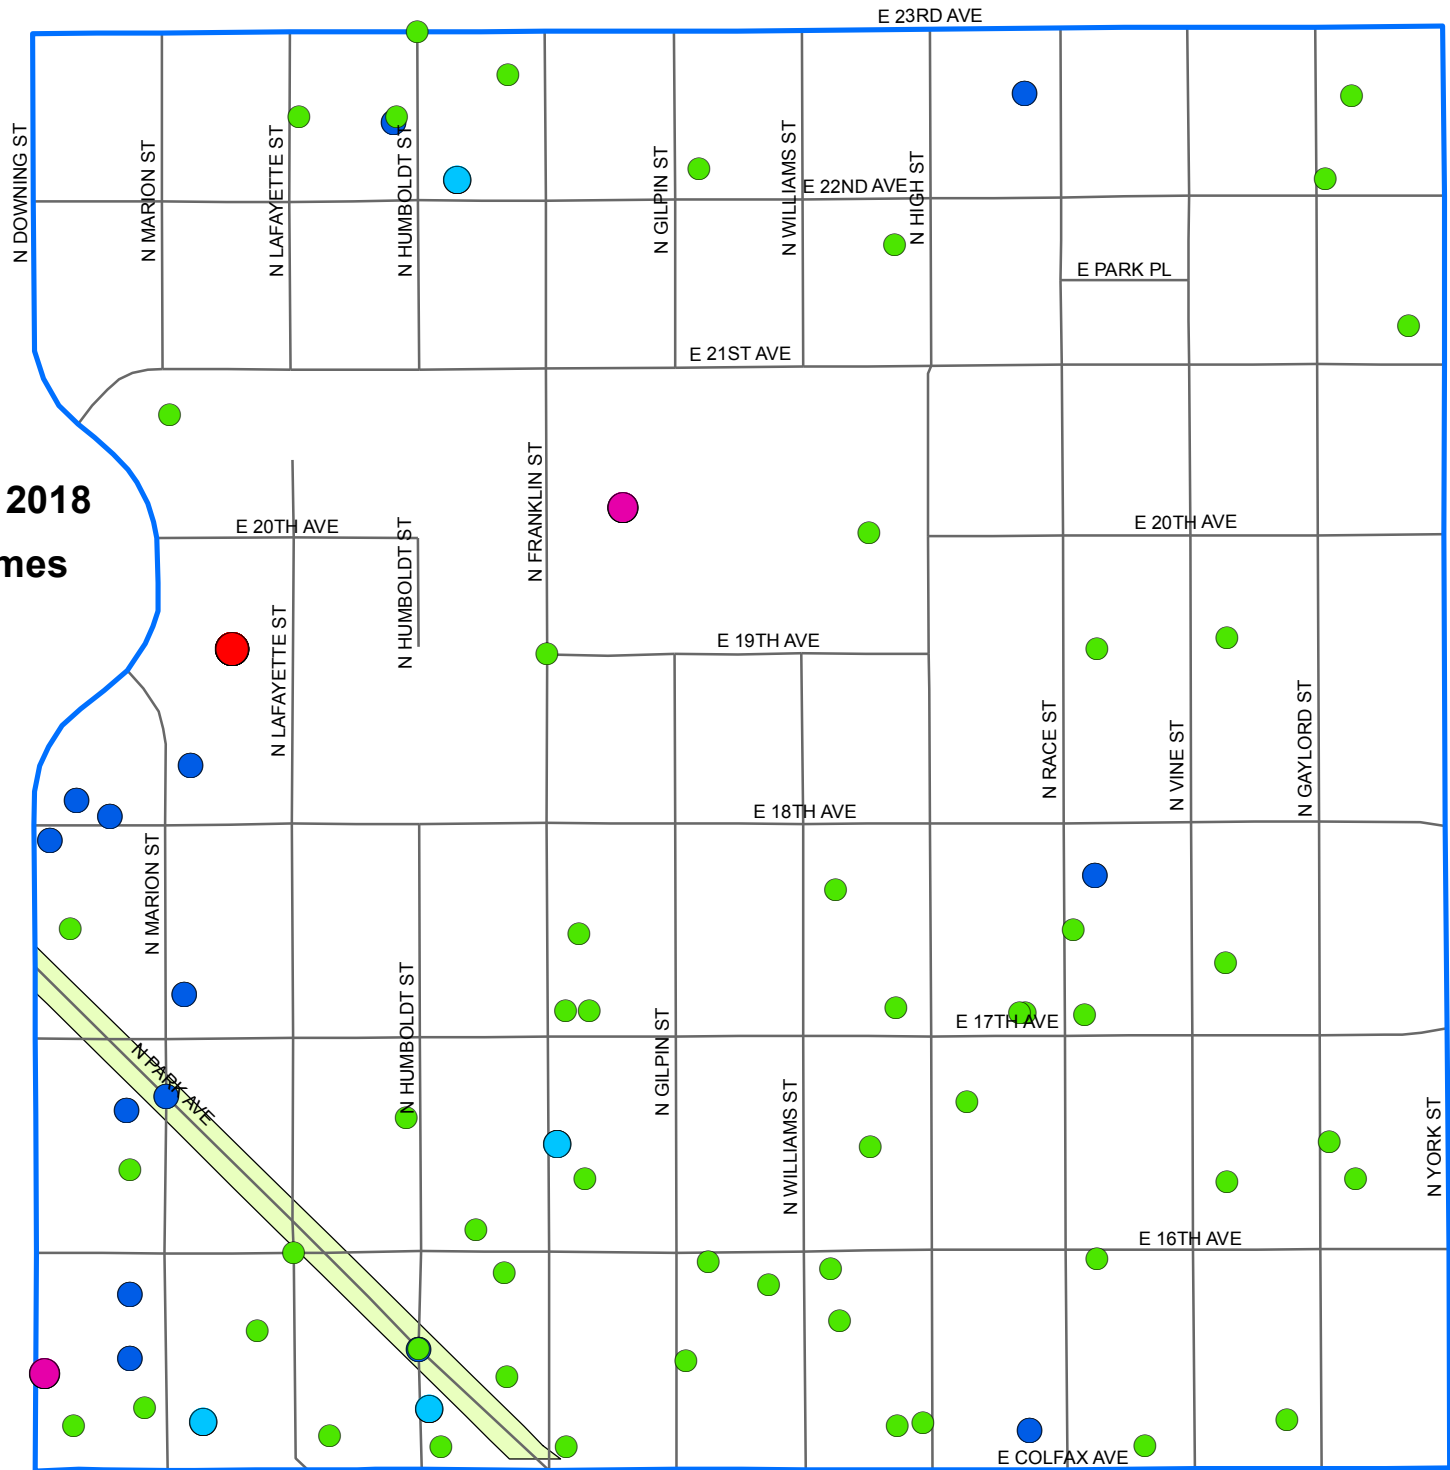 E 23RD AVE
N DOWNING ST
N MARION ST
N LAFAYETTE ST
N HUMBOLDT ST
N GILPIN ST
N WILLIAMS ST
E 22ND AVE
N HIGH ST
E PARK PL
E 21ST AVE
2018
mes
E 20TH AVE
N HUMBOLDT ST
N FRANKLIN ST
E 20TH AVE
N LAFAYETTE ST
E 19TH AVE
N RACE ST
N VINE ST
N GAYLORD ST
E 18TH AVE
N MARION ST
N HUMBOLDT ST
N GILPIN ST
E 17TH AVE
N PARK AVE
N WILLIAMS ST
N YORK ST
E 16TH AVE
E COLFAX AVE